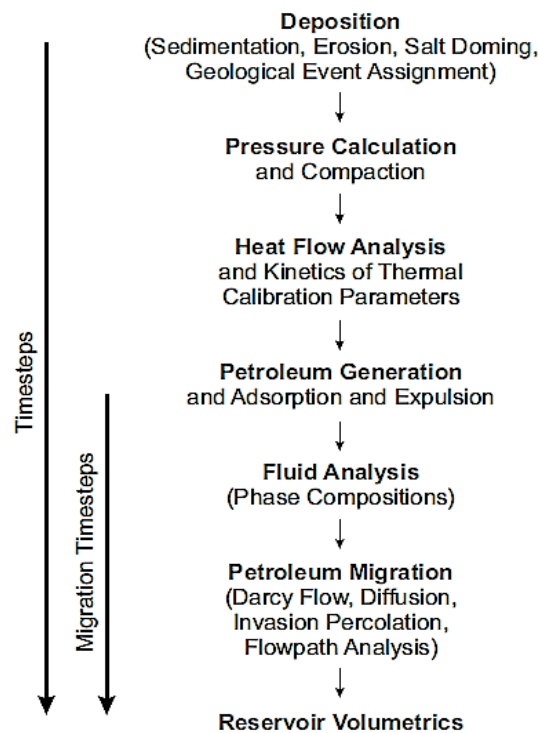 Deposition
(Sedimentation, Erosion, Salt Doming,
Geological Event Assignment)
Pressure Calculation
and Compaction
Heat Flow Analysis
and Kinetics of Thermal
Calibration Parameters
Petroleum Generation
and Adsorption and Expulsion
Fluid Analysis
(Phase Compositions)
Petroleum Migration
(Darcy Flow, Diffusion,
Invasion Percolation,
Flowpath Analysis)
Reservoir Volumetrics
Timesteps
Migration Timesteps